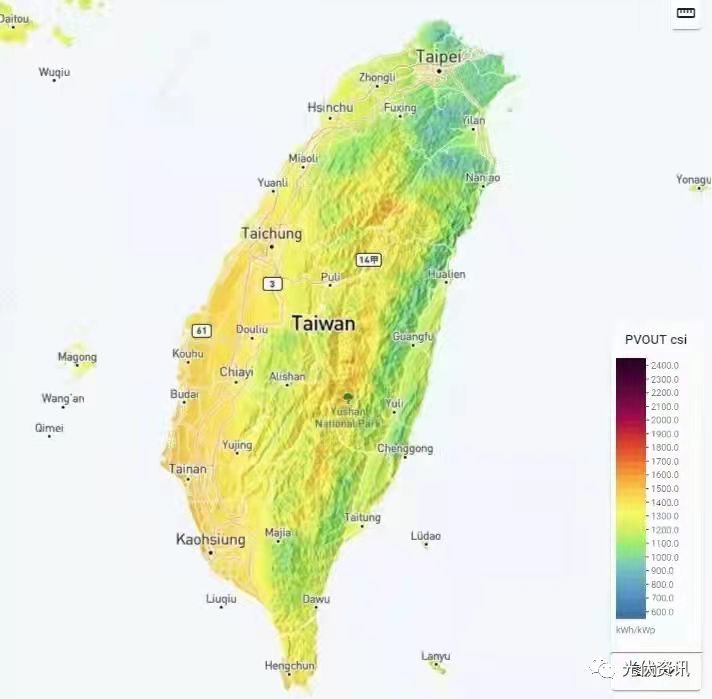 Daitou
Taipei
Wuqiu
Zhongli
Hsinchu
Fuxing
Yilan
Miaoli
Yuanli
Nan'ao
Yonagu
Taichung
14甲
3
Puli
Hualien
61
Douliu
Taiwan
Guangfu
PVOUT csi
Kouhu
Magong
Chiayi
Alishan
2400.0
2300.0
2200.0
2100.0
2000.0
1900.0
1800.0
1700.0
1600.0
1500.0
1400.0
1300.0
1200.0
1100.0
1000.0
900.0
800.0
700.0
600.0
kWh/kWp
Wang'an
Budai
Yushan
National Park
Yuli
Qimei
Yujing
Chenggong
Tainan
Taitung
Kaohsiung
Majia
Lüdao
Liuqiu
Dawu
Lanyu
Hengchun
光伏资讯